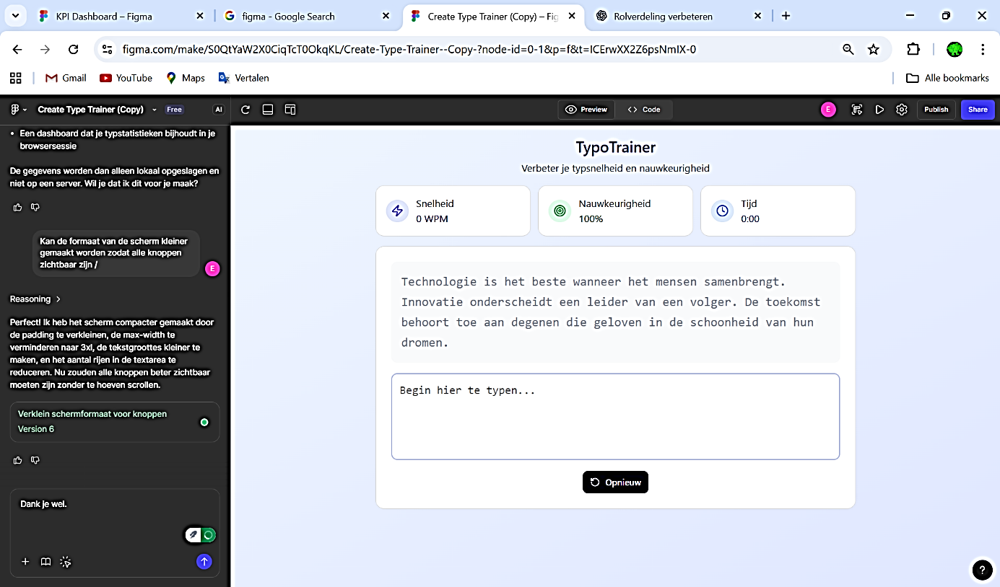 KPI Dashboard – Figma
figma - Google Search
Create Type Trainer (Copy) – Fig
Rolverdeling verbeteren
figma.com/make/S0QtYaW2X0CiqTcT0OkqKL/Create-Type-Trainer--Copy-?node-id=0-1&p=f&t=ICErwXX2Z6psNmIX-0
Gmail
YouTube
Maps
Vertalen
Alle bookmarks
Create Type Trainer (Copy)
Free
AI
Preview
Code
E
Publish
Share
• Een dashboard dat je typstatistieken bijhoudt in je
browsersessie
De gegevens worden dan alleen lokaal opgeslagen en
niet op een server. Wil je dat ik dit voor je maak?
Kan de formaat van de scherm kleiner
gemaakt worden zodat alle knoppen
zichtbaar zijn /
E
Reasoning
Perfect! Ik heb het scherm compacter gemaakt door
de padding te verkleinen, de max-width te
verminderen naar 3xl, de tekstgroottes kleiner te
maken, en het aantal rijen in de textarea te
reduceren. Nu zouden alle knoppen beter zichtbaar
moeten zijn zonder te hoeven scrollen.
Verklein schermformaat voor knoppen
Version 6
Dank je wel.
TypoTrainer
Verbeter je typsnelheid en nauwkeurigheid
Snelheid
0 WPM
Nauwkeurigheid
100%
Tijd
0:00
Technologie is het beste wanneer het mensen samenbrengt.
Innovatie onderscheidt een leider van een volger. De toekomst
behoort toe aan degenen die geloven in de schoonheid van hun
dromen.
Begin hier te typen...
Opnieuw
?